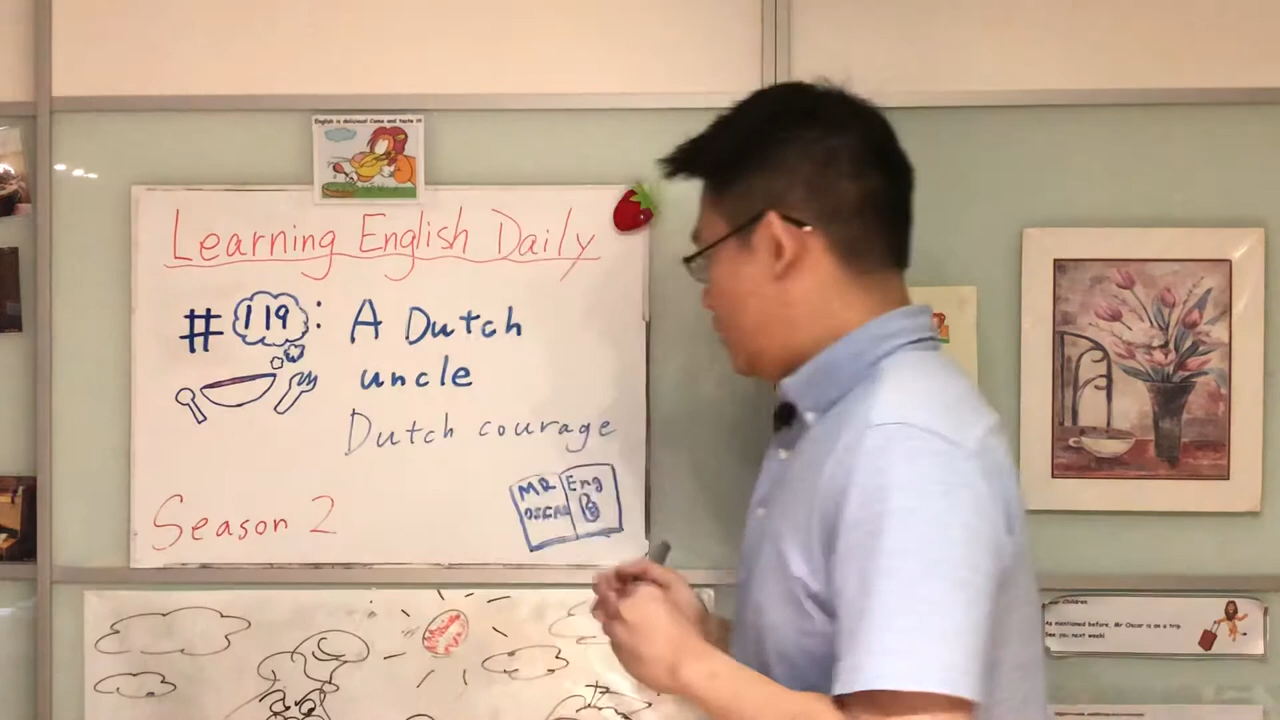 English is delicious! Come and taste it!
Learning English Daily
#119: A Dutch
uncle
Dutch courage
MR Eng
OSCAR
Season 2
Children,
As mentioned before, Mr Oscar is on a trip.
See you next week!